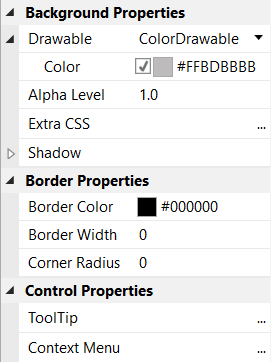 Background Properties
Drawable ColorDrawable
Color #FFBDBBBB
Alpha Level 1.0
Extra CSS ...
Shadow
Border Properties
Border Color #000000
Border Width 0
Corner Radius 0
Control Properties
ToolTip ...
Context Menu ...